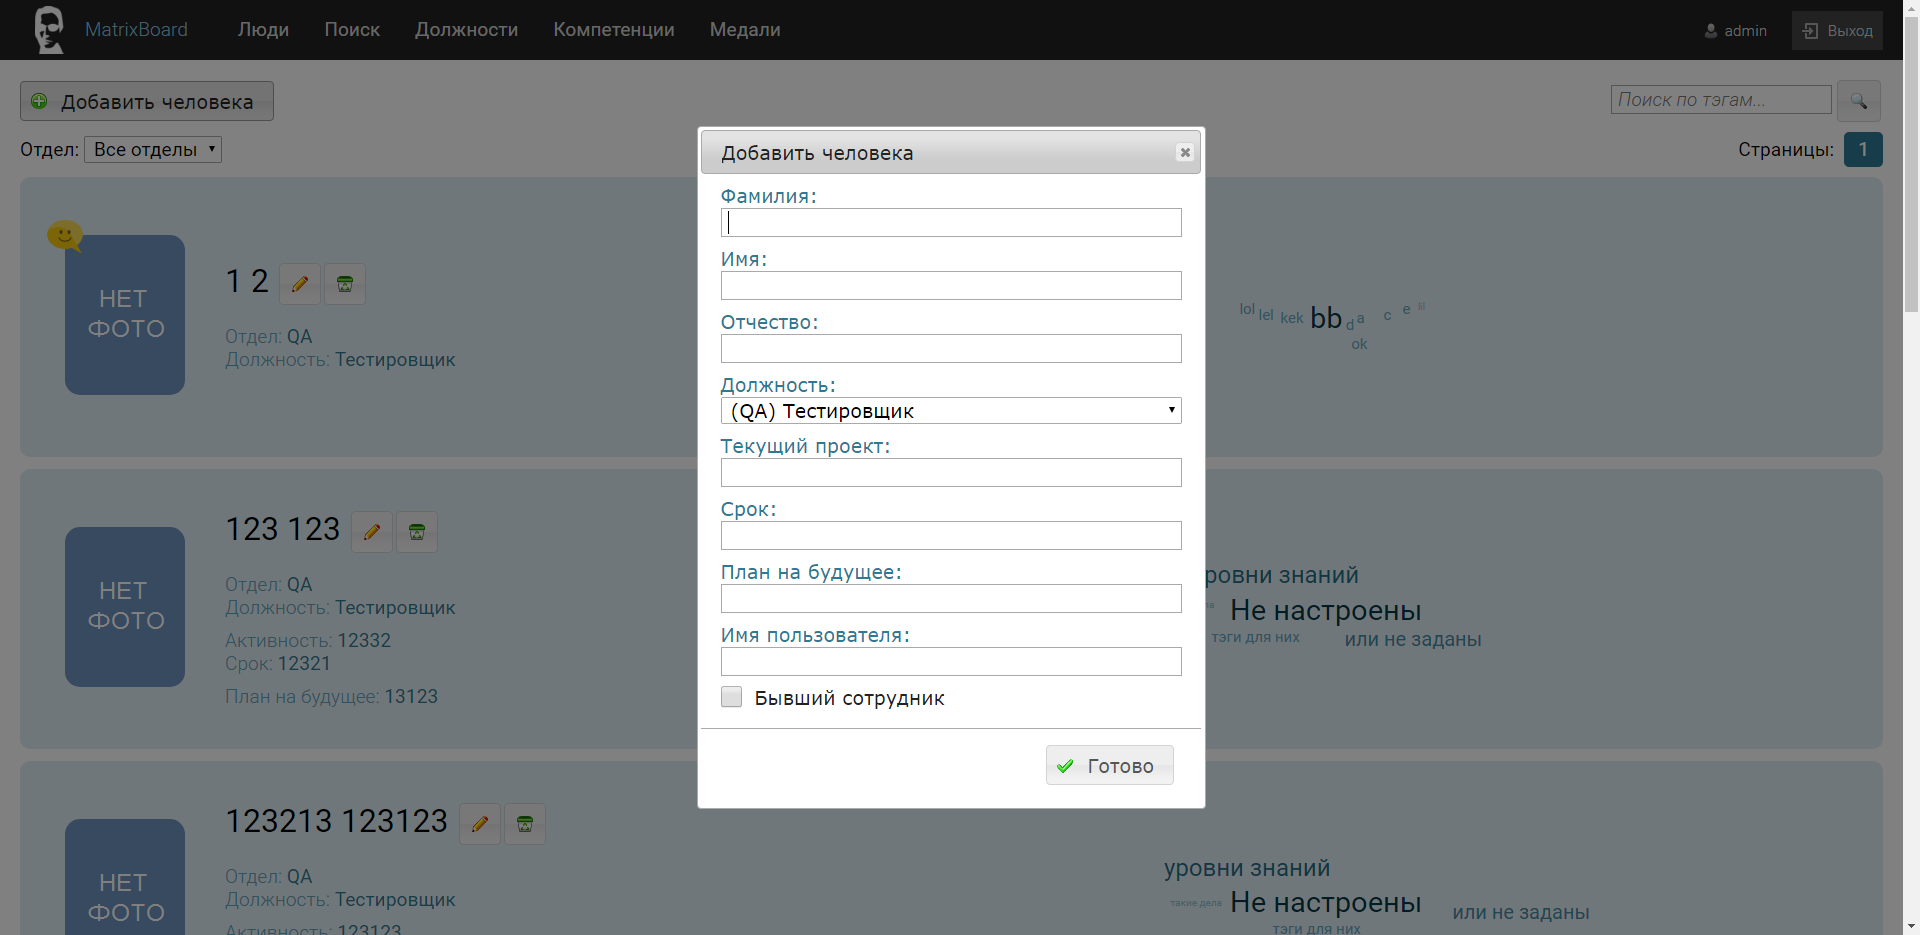 MatrixBoard Люди Поиск Должности Компетенции Медали admin Выход
Добавить человека
Поиск по тэгам...
Отдел: Все отделы
Страницы: 1
Добавить человека
Фамилия:
Имя:
Отчество:
Должность:
(QA) Тестировщик
Текущий проект:
Срок:
План на будущее:
Имя пользователя:
Бывший сотрудник
Готово
НЕТ
ФОТО
1 2
Отдел: QA
Должность: Тестировщик
lol lel kek bb d a c e lil
ok
НЕТ
ФОТО
123 123
Отдел: QA
Должность: Тестировщик
Активность: 12332
Срок: 12321
План на будущее: 13123
ровни знаний
Не настроены
тэги для них или не заданы
НЕТ
ФОТО
123213 123123
Отдел: QA
Должность: Тестировщик
Активность: 123123
уровни знаний
такие дела Не настроены или не заданы
тэги для них